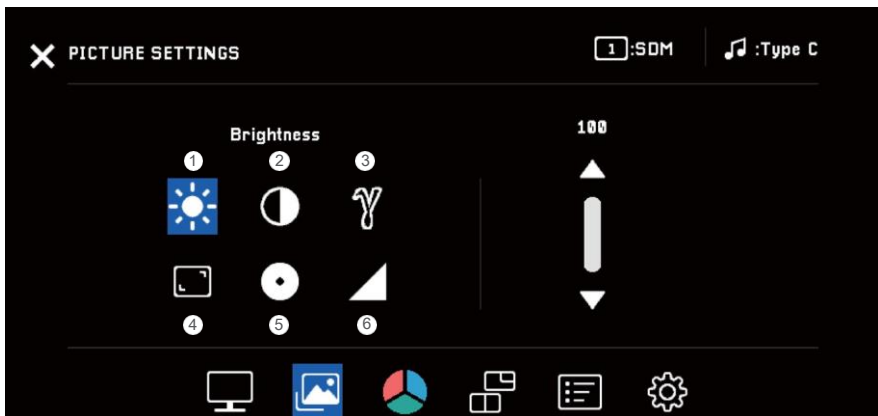 PICTURE SETTINGS
1:SDM
:Type C
Brightness
100
1 2 3
4 5 6